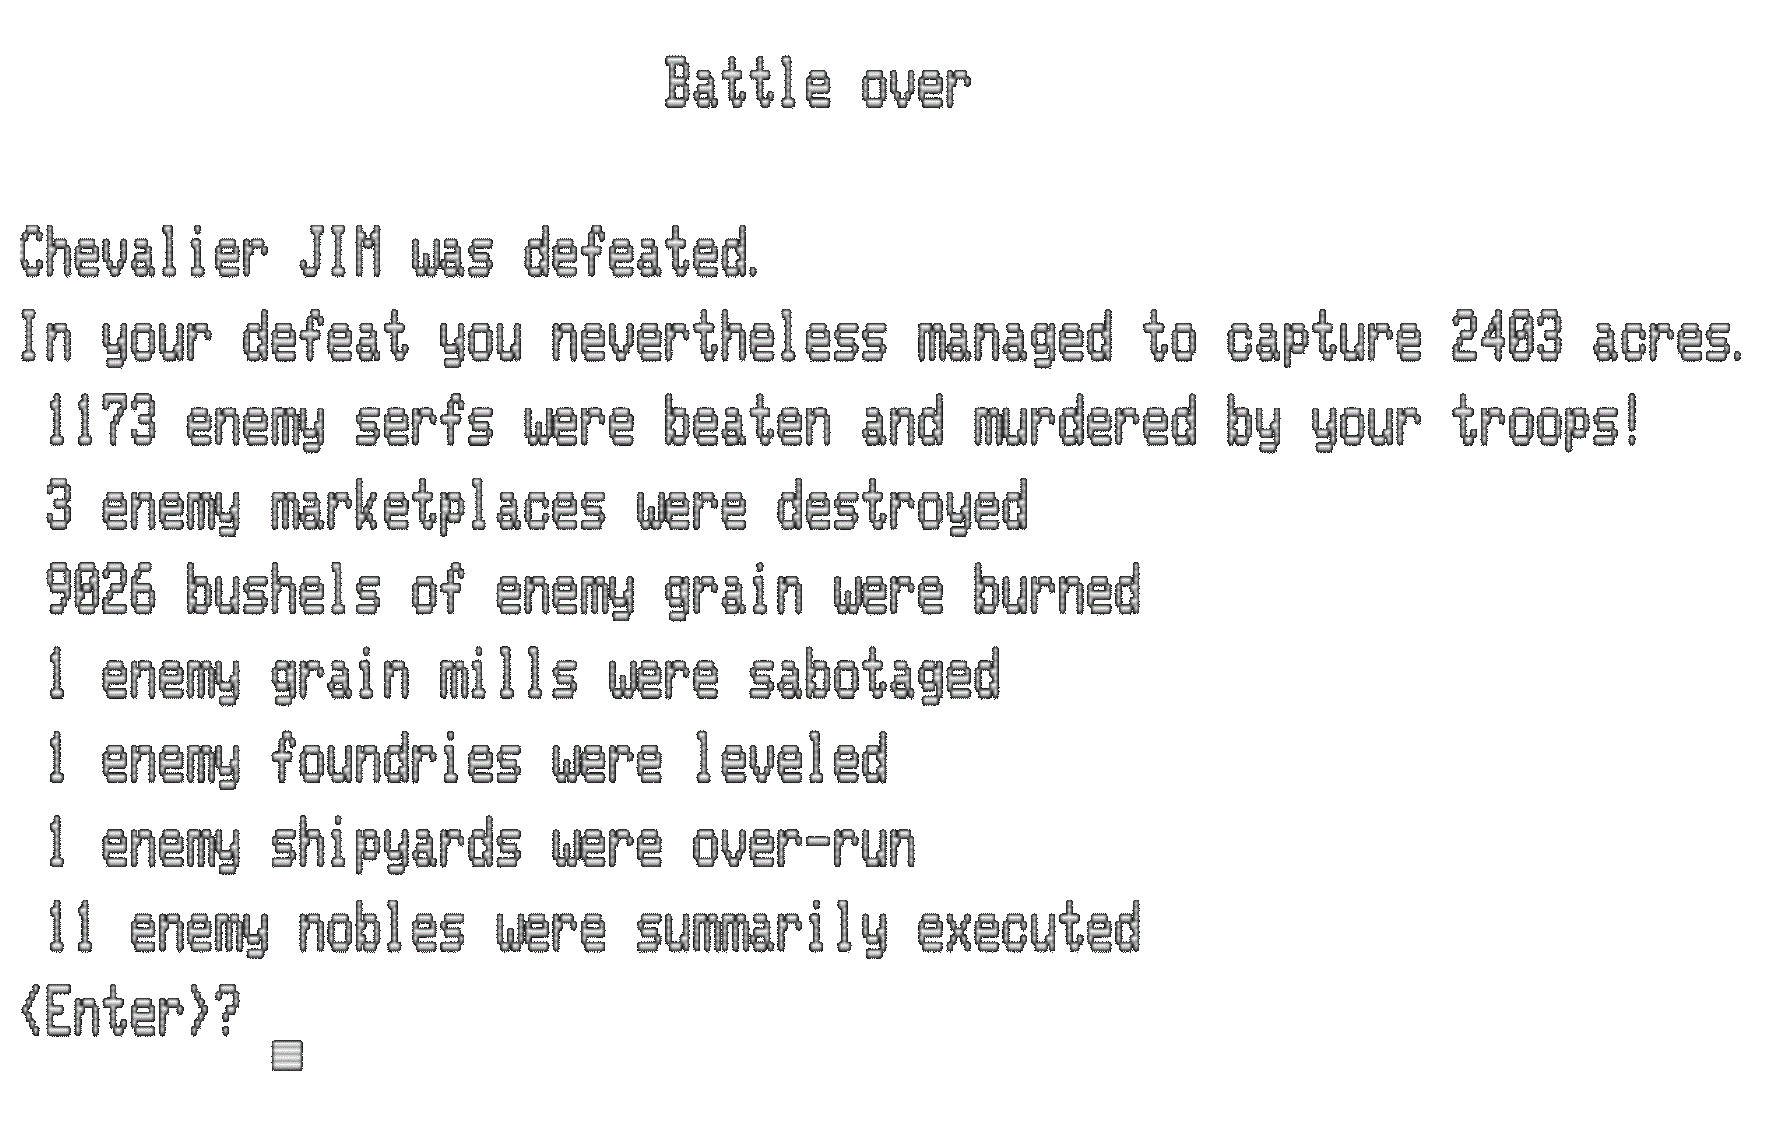 Battle over
Chevalier JIM was defeated.
In your defeat you nevertheless managed to capture 2403 acres.
1173 enemy serfs were beaten and murdered by your troops!
3 enemy marketplaces were destroyed
9026 bushels of enemy grain were burned
1 enemy grain mills were sabotaged
1 enemy foundries were leveled
1 enemy shipyards were over-run
11 enemy nobles were summarily executed
<Enter>?